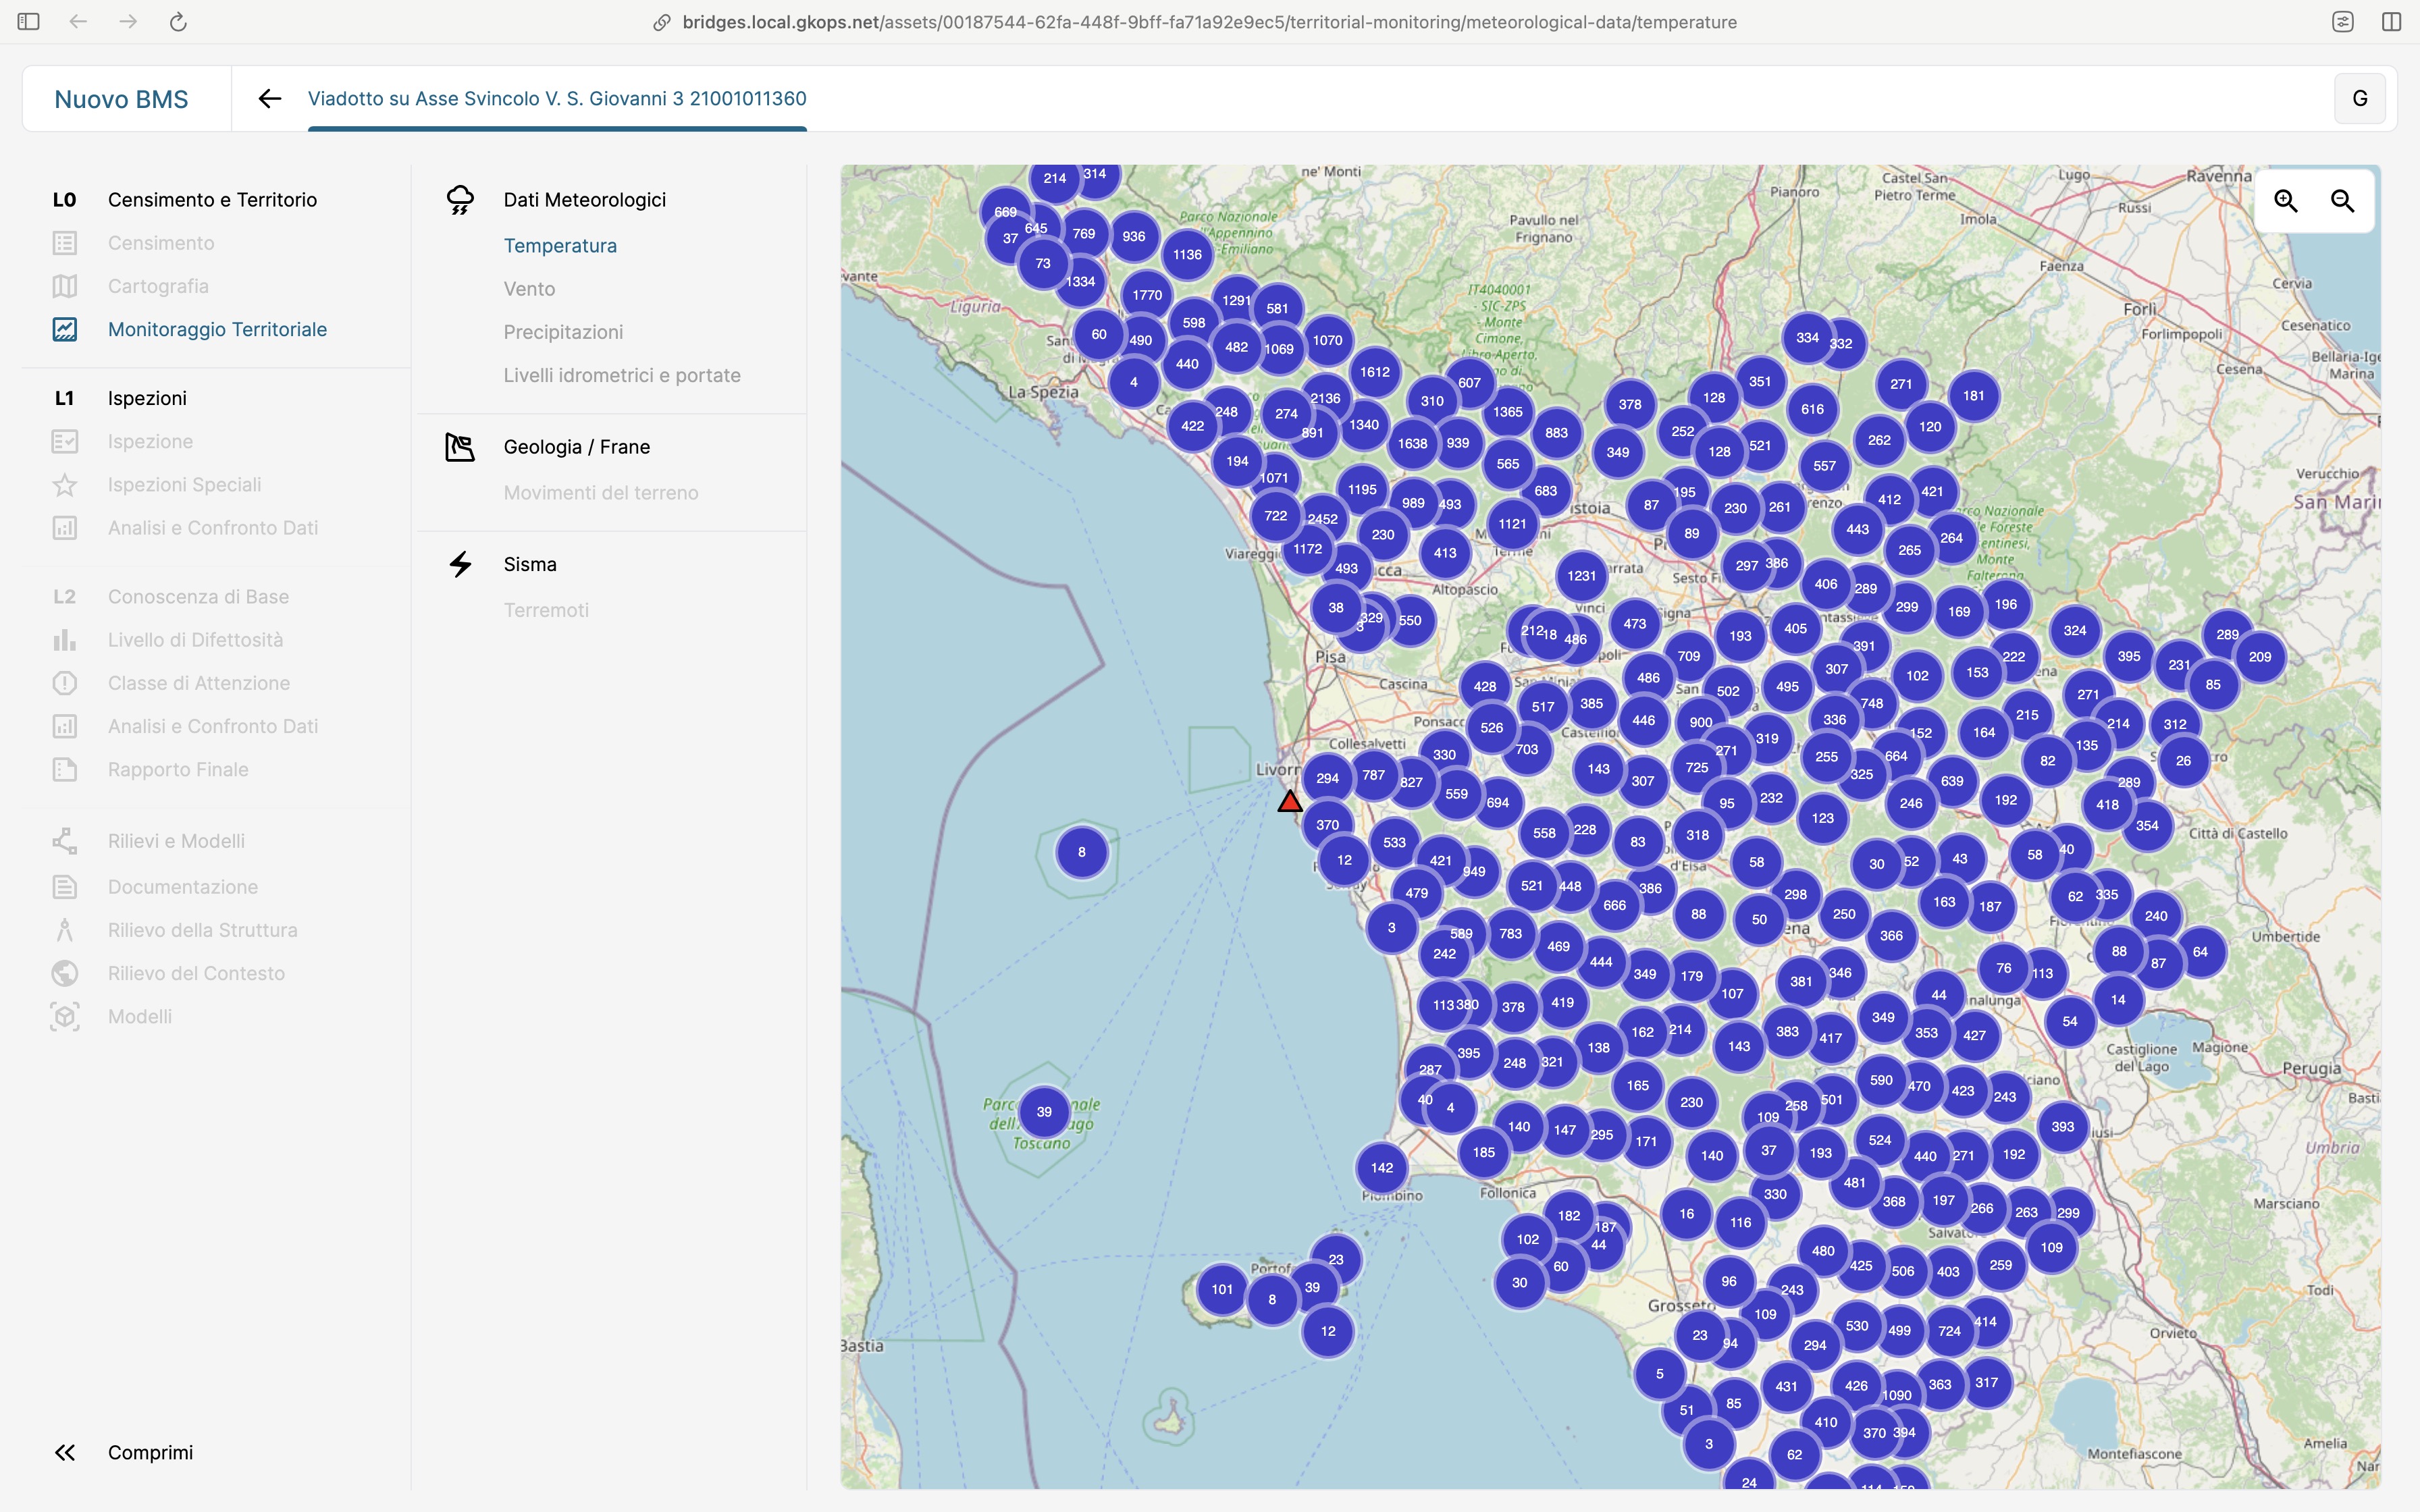 bridges.local.gkops.net/assets/00187544-62fa-448f-9bff-fa71a92e9ec5/territorial-monitoring/meteorological-data/temperature
Nuovo BMS
Viadotto su Asse Svincolo V. S. Giovanni 3 21001011360
G
L0 Censimento e Territorio
Censimento
Cartografia
Monitoraggio Territoriale
L1 Ispezioni
Ispezione
Ispezioni Speciali
Analisi e Confronto Dati
L2 Conoscenza di Base
Livello di Difettosità
Classe di Attenzione
Analisi e Confronto Dati
Rapporto Finale
Rilievi e Modelli
Documentazione
Rilievo della Struttura
Rilievo del Contesto
Modelli
Comprimi
Dati Meteorologici
Temperatura
Vento
Precipitazioni
Livelli idrometrici e portate
Geologia / Frane
Movimenti del terreno
Sisma
Terremoti
214 314 ne' Monti
Pianoro
Castel San
Pietro Terme
Lugo
Ravenna
Russi
Imola
669 645 37 769 936 1136
Parco Nazionale
Pavullo nel
Frignano
Faenza
Cervia
73 1334 1770 1291 581
Liguria
IT4040001
- SIC-ZPS
- Monte
Cimone,
Forlì
Forlimpopoli
Cesenatico
Cesena
Marina
60 490 598 482 1069 1070 334 332
La Spezia
4 440 1612 607 351 271 181
422 248 274 2136 891 1340 310 1365 883 378 128 616 120
194 1071 1638 939 565 349 252 128 521 557 262
Verucchio
722 2452 1195 989 493 683 87 195 230 261 412 421
1172 493 230 413 1121 89 443 265 264
Viareggio
Altopascio
1231
297 386 406 289 299 169 196
38 329 3 550
212 18 486 473 193 405 391 324 289 209
Pisa
Cascina
vinci
428 517 385 486 709 502 495 307 102 153 222 395 231 85
526 703 446 900 336 748 152 164 215 271 214 312
Collesalvetti
294 787 827 330 559 694 143 307 725 271 319 255 325 664 639 82 135 26
370 12 533 421 949 558 228 83 318 95 232 123 246 192 418 289 354
Città di Castello
8 479 521 448 666 386 58 298 30 52 43 58 40
3 589 242 783 469 444 88 50 250 366 163 187 62 335 240
Umbertide
349 179 107 381 346 76 113 88 87 64
113 380 378 419 162 214 143 383 417 349 44 353 427 54 14
Castiglione
del Lago
Magione
Perugia
287 395 248 321 138 165 230 109 258 501 590 470 423 243
39
Toscano
40 4 140 147 295 171 185 140 37 193 524 440 271 192 393
Umbria
142
Piombino
Follonica
330 481 368 197 266 263 299
Marsciano
182 187 102 44 60 30 16 116 480 425 506 403 259 109
101 8 39 23 12
96 243 109
Grosseto
Todi
23 94 294 530 499 724 414
Orvieto
Bastia
5 51 85 431 426 1090 363 317
3 410 370 394 62 24
Montefiascone
Amelia